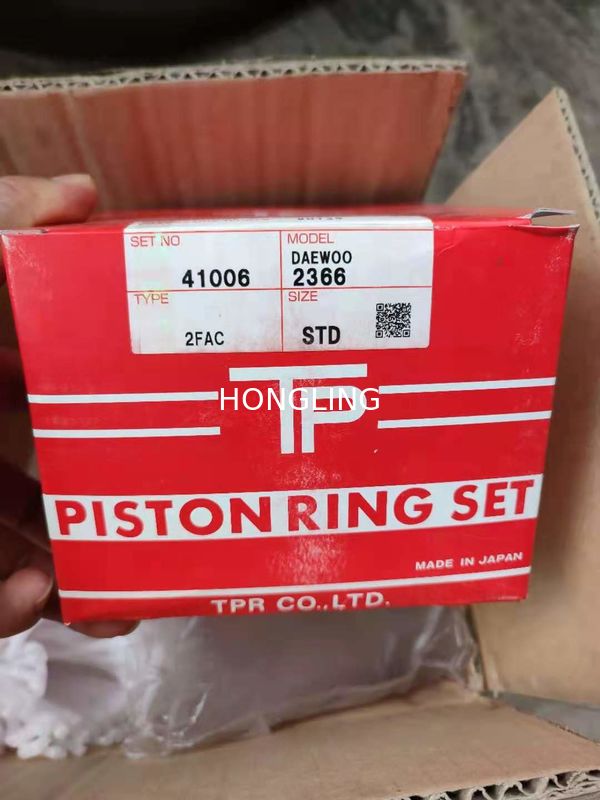 SET NO
MODEL
DAEWOO
41006
2366
TYPE
SIZE
2FAC
STD
TP
HONGLING
PISTON RING SET
MADE IN JAPAN
TPR CO.,LTD.